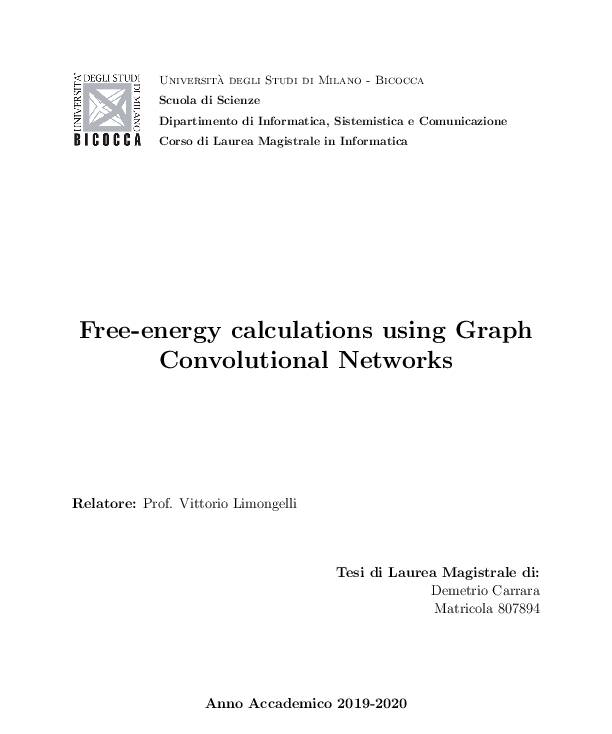 UNIVERSITA' DEGLI STUDI DI MILANO
BICOCCA
Università degli Studi di Milano - Bicocca
Scuola di Scienze
Dipartimento di Informatica, Sistemistica e Comunicazione
Corso di Laurea Magistrale in Informatica
Free-energy calculations using Graph
Convolutional Networks
Relatore: Prof. Vittorio Limongelli
Tesi di Laurea Magistrale di:
Demetrio Carrara
Matricola 807894
Anno Accademico 2019-2020